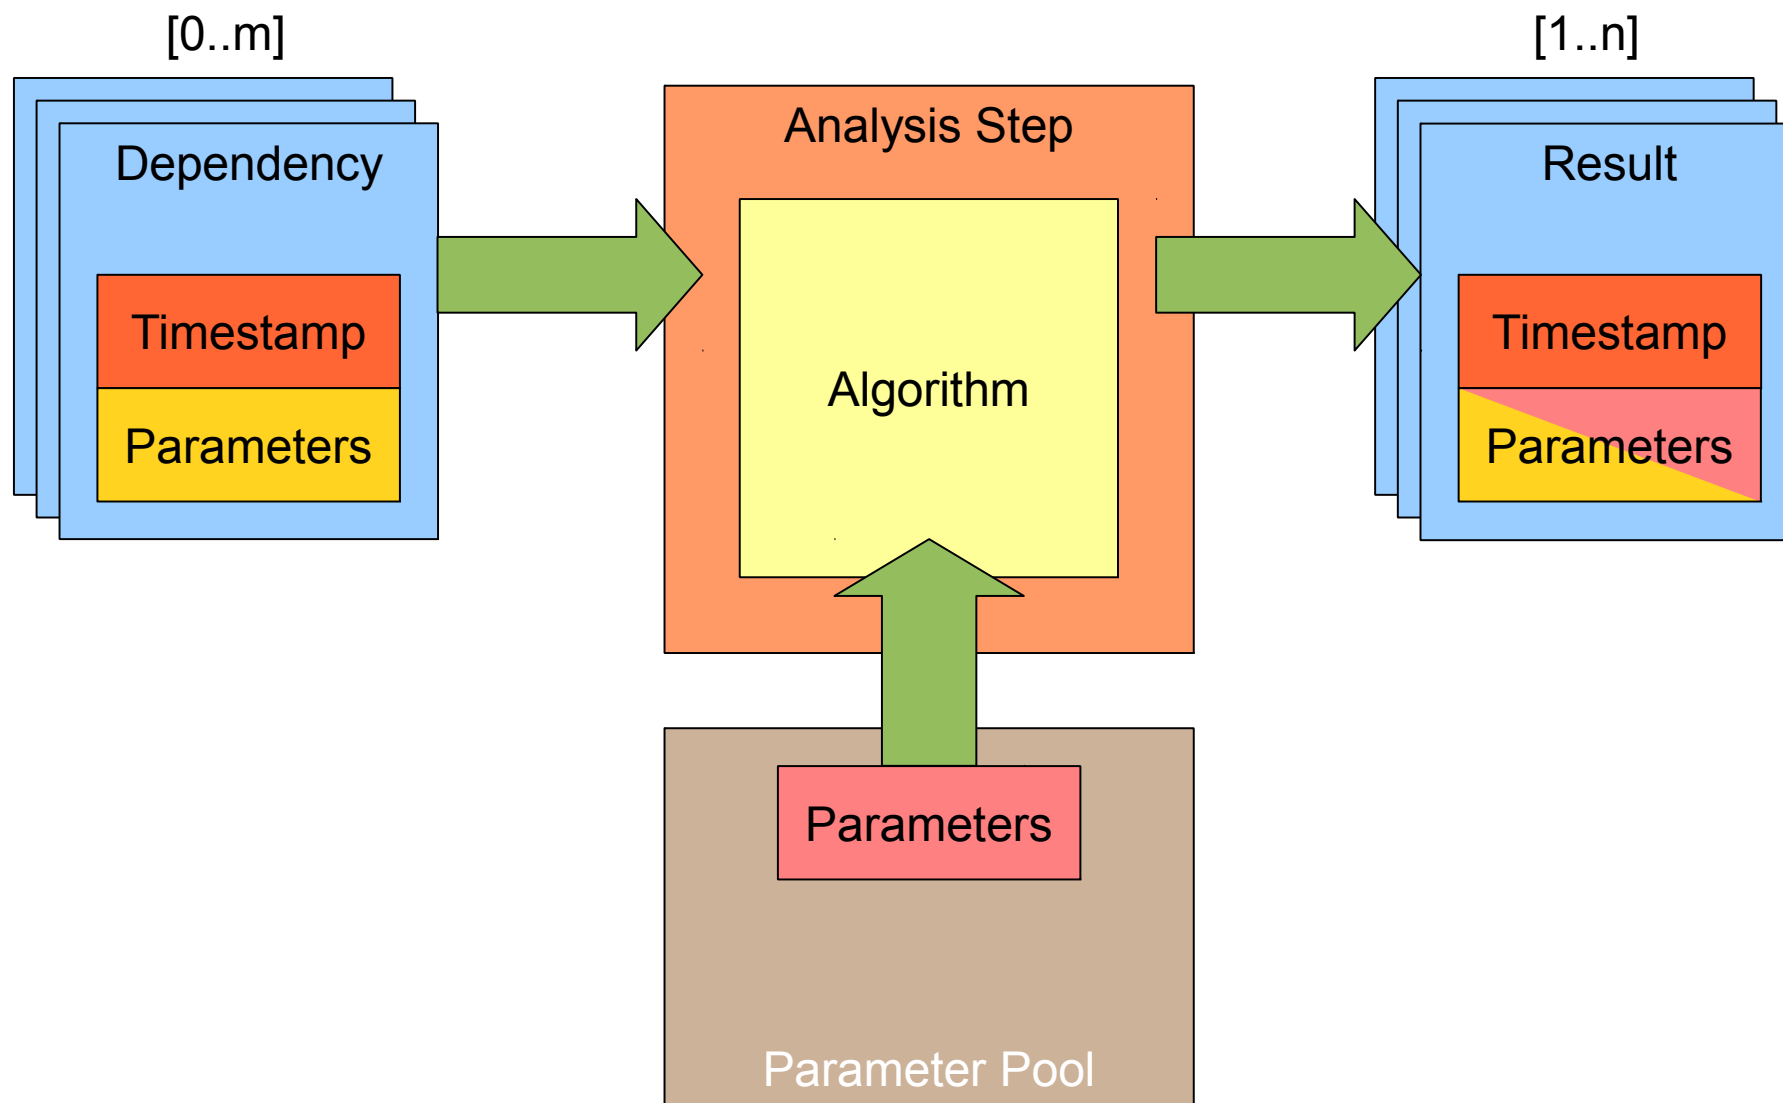 [0..m]
[1..n]
Dependency
Analysis Step
Result
Timestamp
Parameters
Algorithm
Timestamp
Parameters
Parameters
Parameter Pool